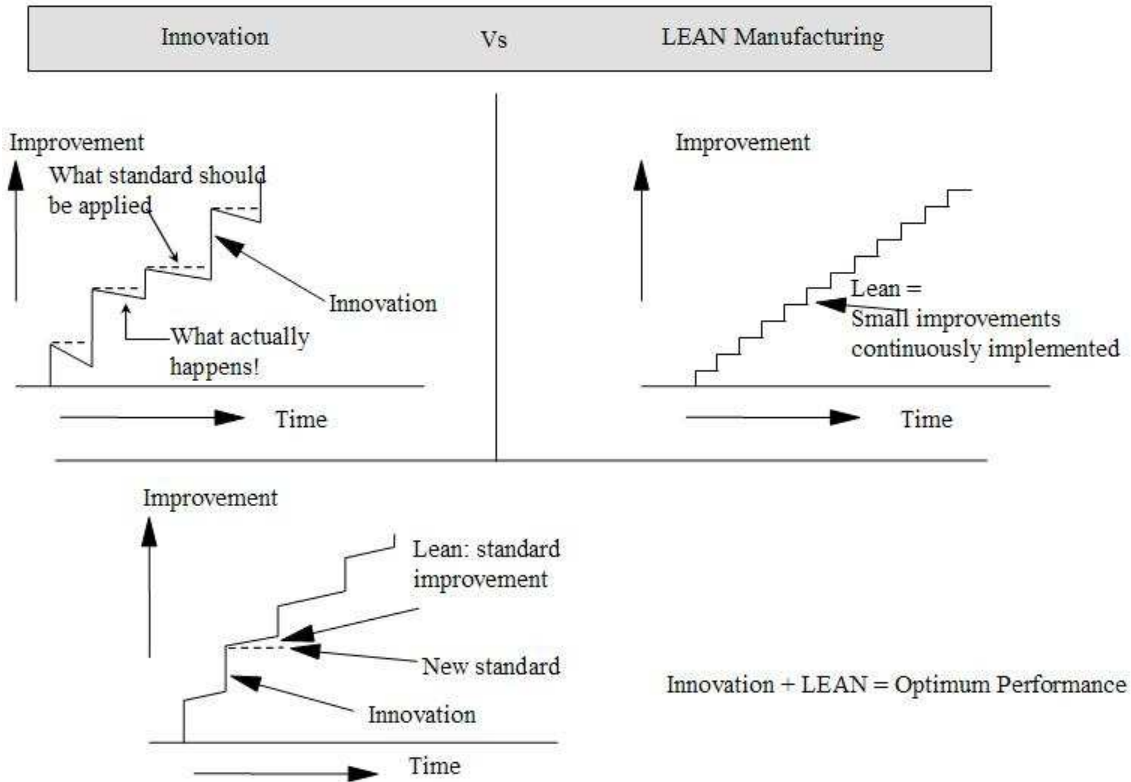 Innovation Vs LEAN Manufacturing
Improvement
What standard should
be applied
Innovation
What actually
happens!
Time
Improvement
Lean =
Small improvements
continuously implemented
Time
Improvement
Lean: standard
improvement
New standard
Innovation
Time
Innovation + LEAN = Optimum Performance